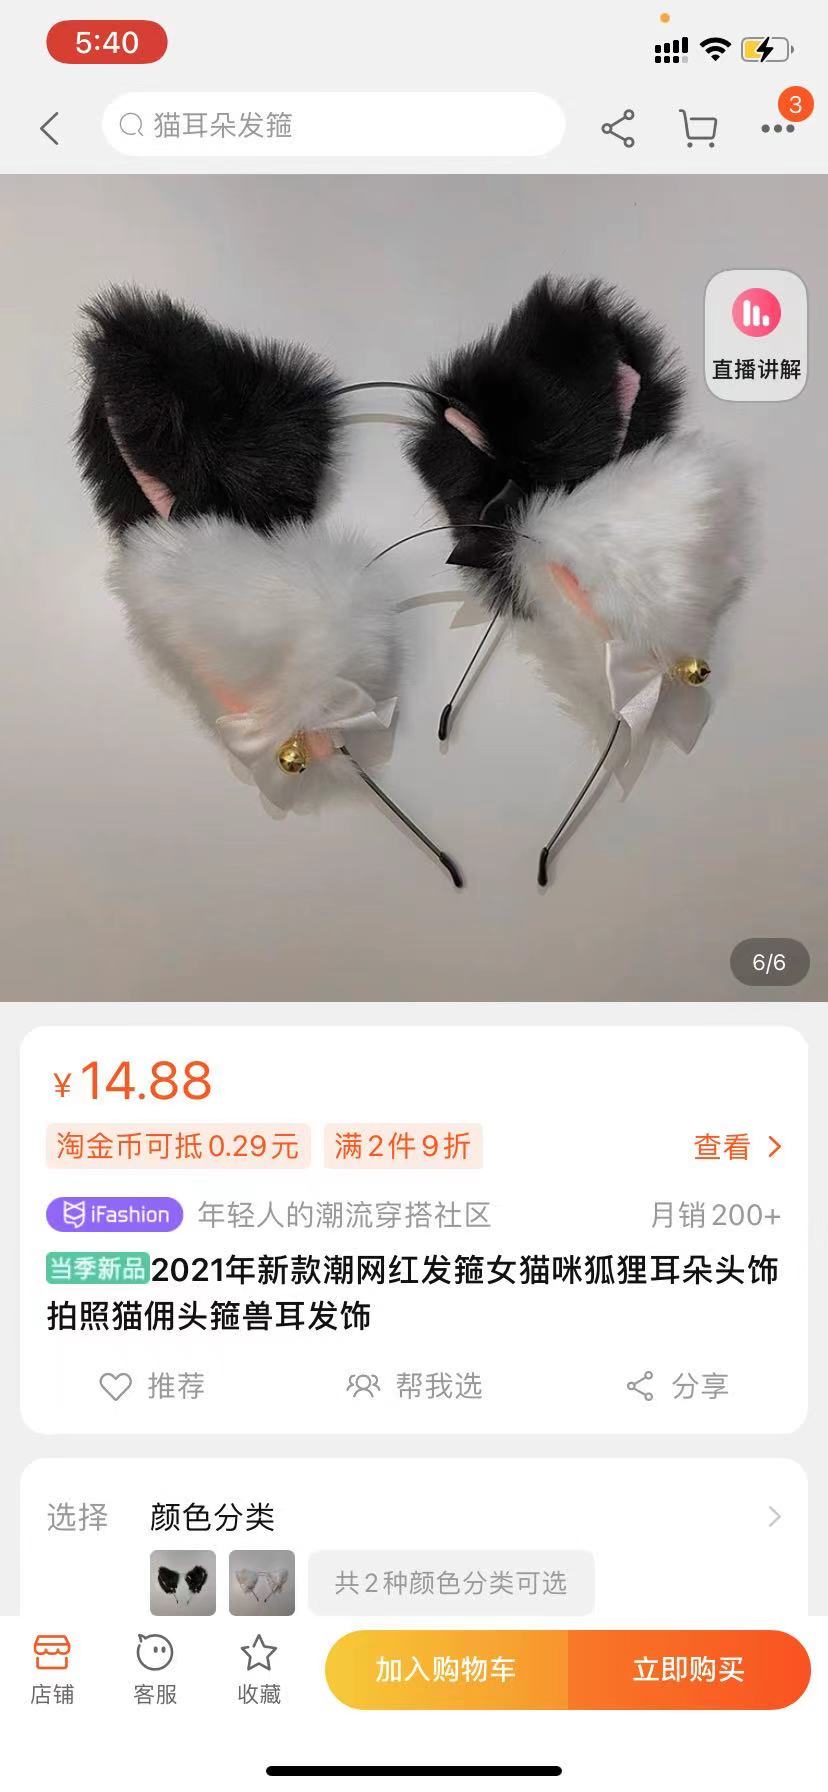 5:40
猫耳朵发箍
3
直播讲解
6/6
¥14.88
淘金币可抵0.29元 满2件9折 查看
iFashion 年轻人的潮流穿搭社区 月销200+
当季新品2021年新款潮网红发箍女猫咪狐狸耳朵头饰
拍照猫佣头箍兽耳发饰
推荐 帮我选 分享
选择 颜色分类
共2种颜色分类可选
店铺 客服 收藏 加入购物车 立即购买